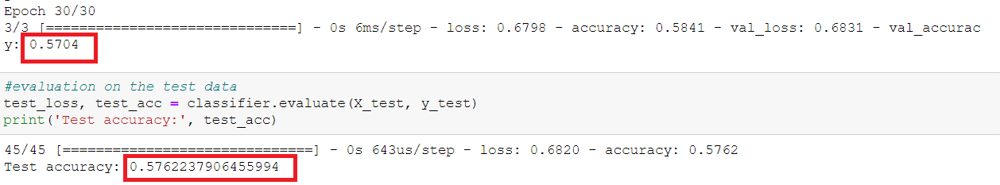 Epoch 30/30
3/3 [==============================] - 0s 6ms/step - loss: 0.6798 - accuracy: 0.5841 - val_loss: 0.6831 - val_accurac
y: 0.5704
#evaluation on the test data
test_loss, test_acc = classifier.evaluate(X_test, y_test)
print('Test accuracy:', test_acc)
45/45 [==============================] - 0s 643us/step - loss: 0.6820 - accuracy: 0.5762
Test accuracy: 0.5762237906455994